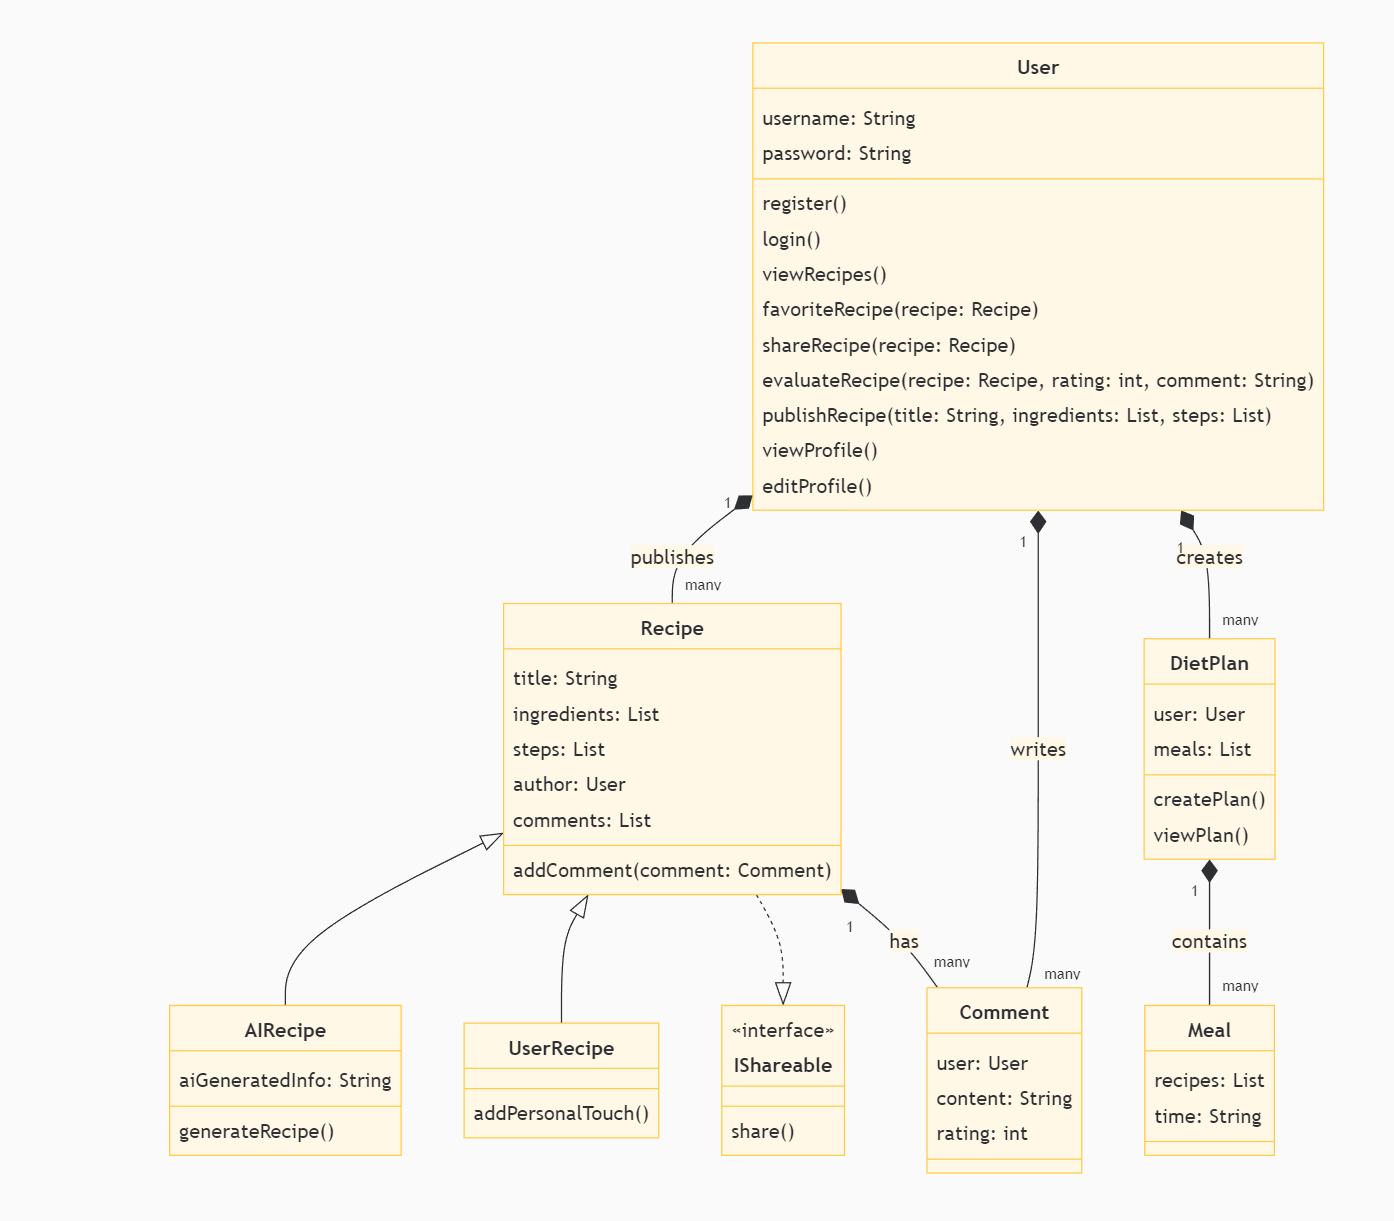 User
username: String
password: String
register()
login()
viewRecipes()
favoriteRecipe(recipe: Recipe)
shareRecipe(recipe: Recipe)
evaluateRecipe(recipe: Recipe, rating: int, comment: String)
publishRecipe(title: String, ingredients: List, steps: List)
viewProfile()
editProfile()
1
1
1
publishes
creates
many
many
Recipe
title: String
ingredients: List
steps: List
author: User
comments: List
addComment(comment: Comment)
writes
DietPlan
user: User
meals: List
createPlan()
viewPlan()
1
has
many
many
1
contains
many
AIRecipe
aiGeneratedInfo: String
generateRecipe()
UserRecipe
addPersonalTouch()
«interface»
IShareable
share()
Comment
user: User
content: String
rating: int
Meal
recipes: List
time: String